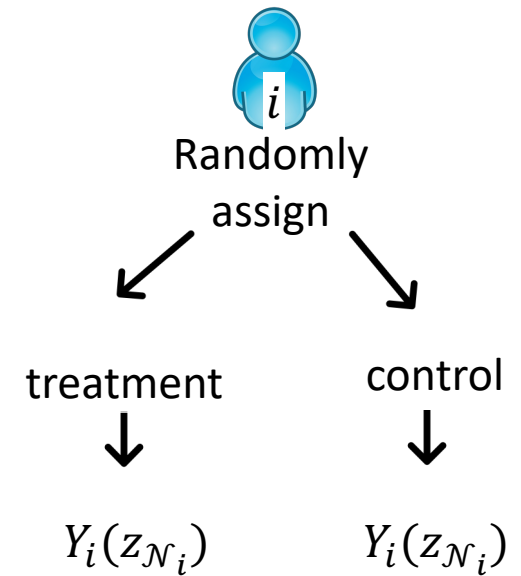 i
Randomly
assign
treatment control
Y_i(z_{𝒩_i}) Y_i(z_{𝒩_i})